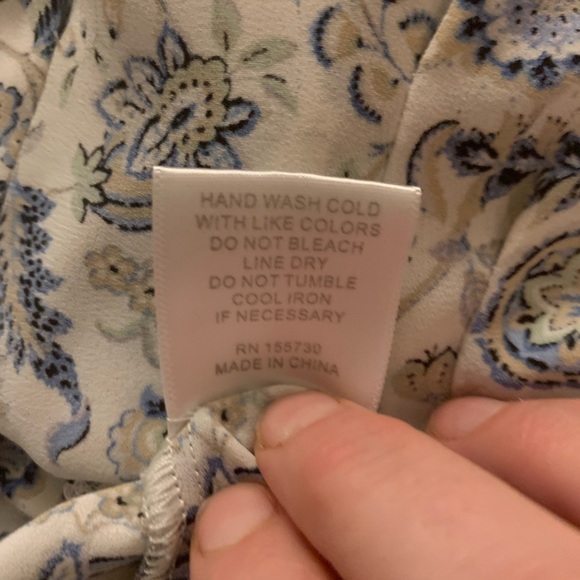 HAND WASH COLD
WITH LIKE COLORS
DO NOT BLEACH
LINE DRY
DO NOT TUMBLE
COOL IRON
IF NECESSARY
RN 155730
MADE IN CHINA